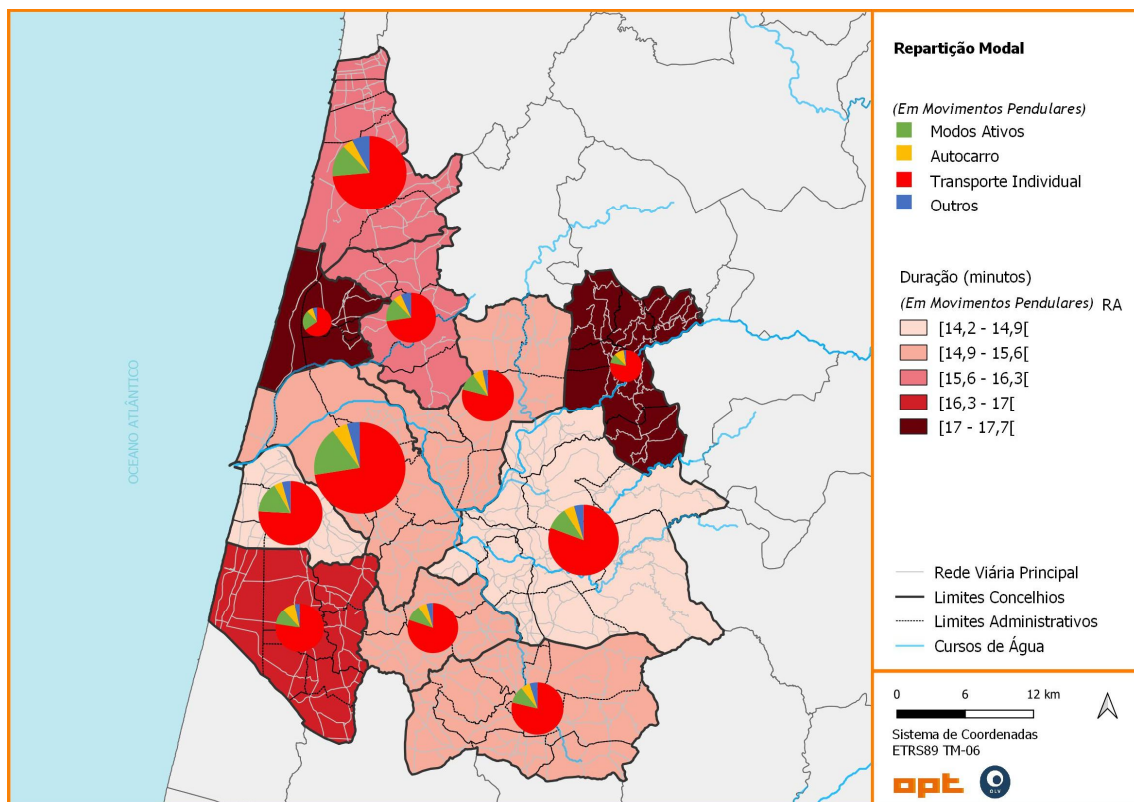 OCEANO ATLÂNTICO
Repartição Modal
(Em Movimentos Pendulares)
Modos Ativos
Autocarro
Transporte Individual
Outros
Duração (minutos)
(Em Movimentos Pendulares) RA
[14,2 - 14,9[
[14,9 - 15,6[
[15,6 - 16,3[
[16,3 - 17[
[17 - 17,7[
Rede Viária Principal
Limites Concelhios
Limites Administrativos
Cursos de Água
0 6 12 km
Sistema de Coordenadas
ETRS89 TM-06
opt